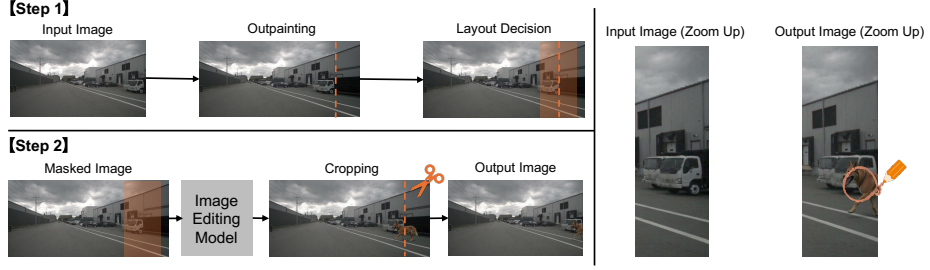 【Step 1】
Input Image
Outpainting
Layout Decision
【Step 2】
Masked Image
Cropping
Output Image
Image
Editing
Model
Input Image (Zoom Up)
Output Image (Zoom Up)